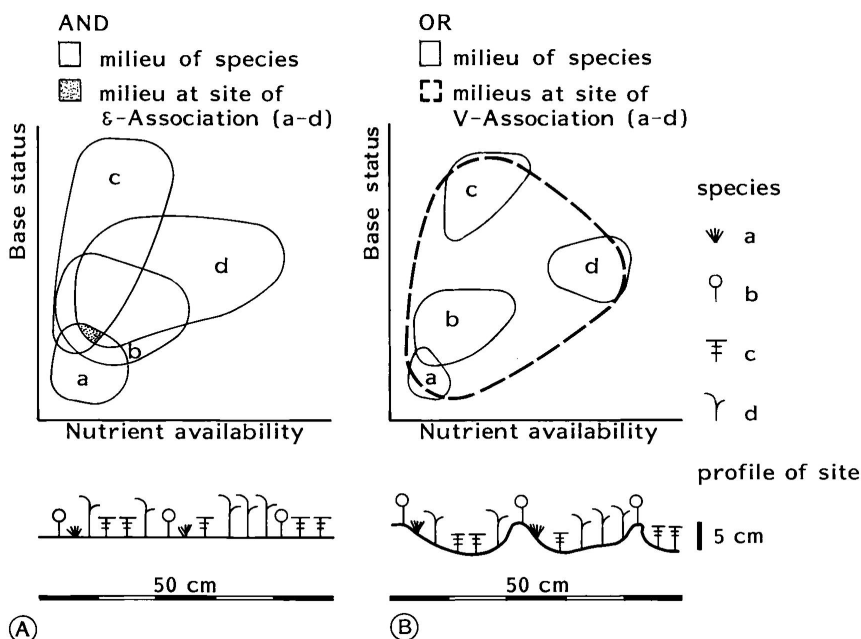 AND
milieu of species
milieu at site of
ε-Association (a-d)
Base status
c
d
b
a
Nutrient availability
50 cm
A
OR
milieu of species
milieus at site of
V-Association (a-d)
Base status
c
d
b
a
Nutrient availability
50 cm
B
species
a
b
c
d
profile of site
5 cm